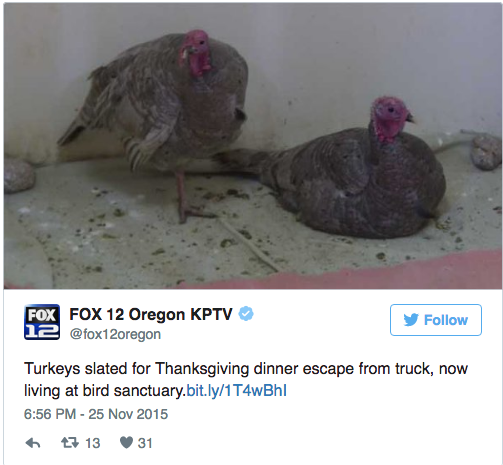 FOX 12 Oregon KPTV
@fox12oregon
Follow
FOX
12
Turkeys slated for Thanksgiving dinner escape from truck, now
living at bird sanctuary.bit.ly/1T4wBhI
6:56 PM - 25 Nov 2015
13 31